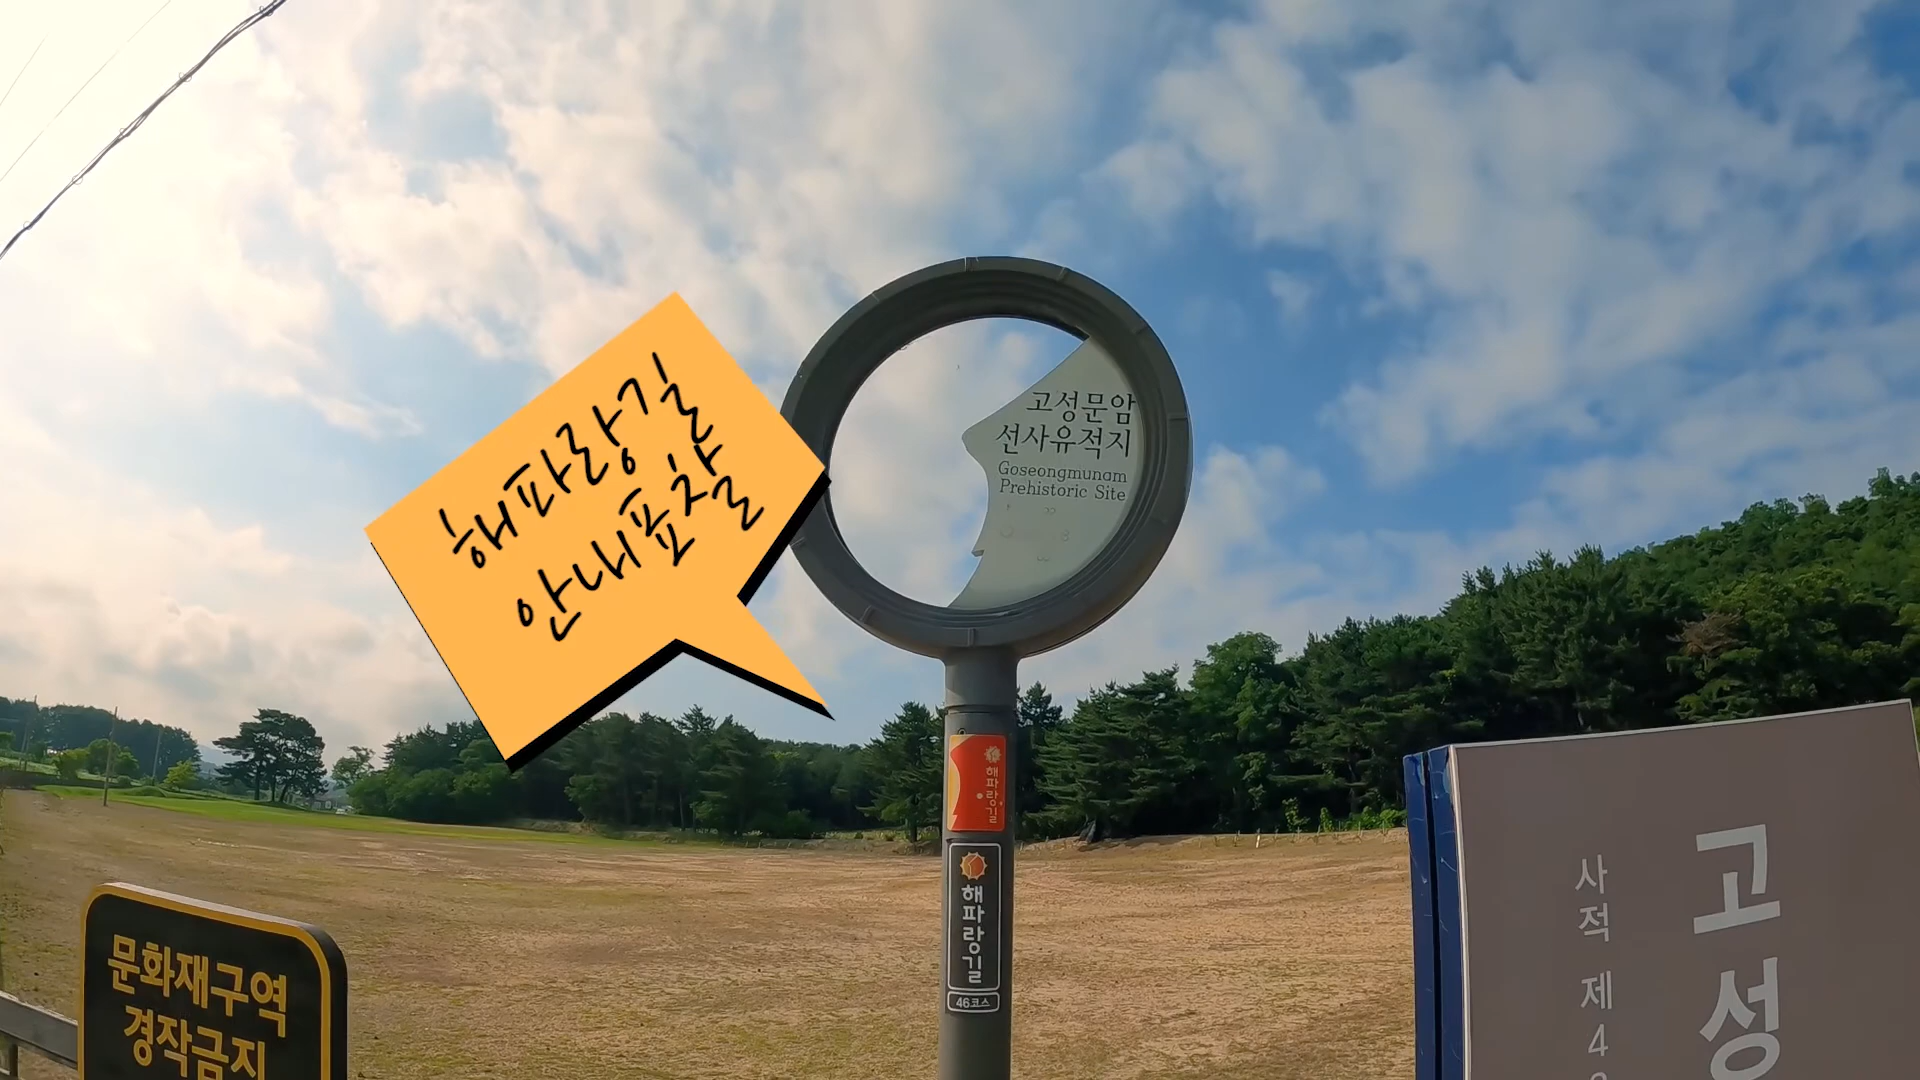 해파랑길
안내표찰
고성문암
선사유적지
Goseongmunam
Prehistoric Site
해파랑길
해파랑길
46코스
문화재구역
경작금지
고성
사적 제4